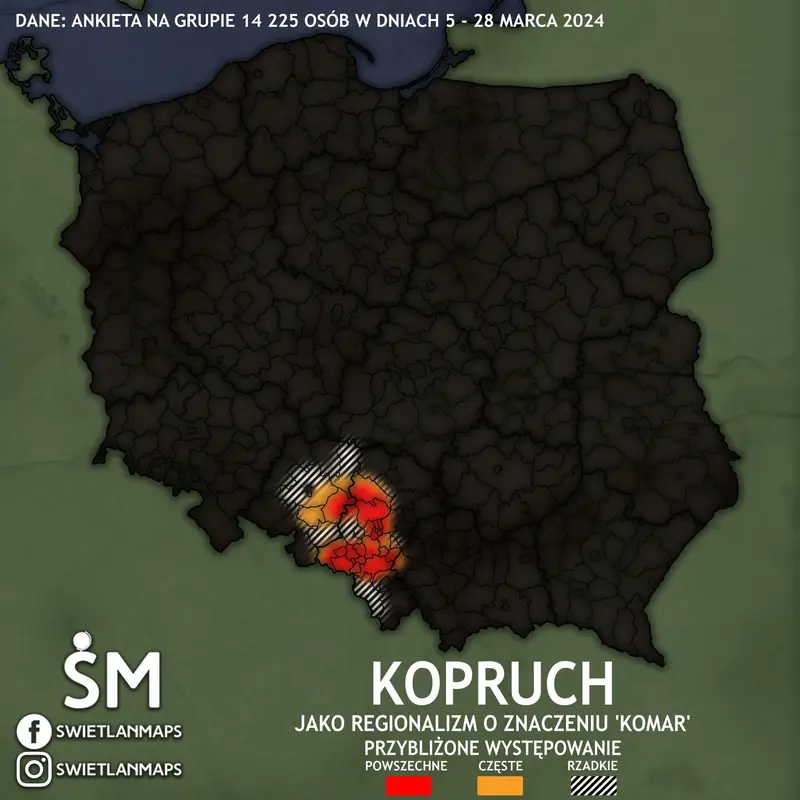 DANE: ANKIETA NA GRUPIE 14 225 OSÓB W DNIACH 5 - 28 MARCA 2024
ŚM
SWIETLANMAPS
SWIETLANMAPS
KOPRUCH
JAKO REGIONALIZM O ZNACZENIU 'KOMAR'
PRZYBLIŻONE WYSTĘPOWANIE
POWSZECHNE CZĘSTE RZADKIE